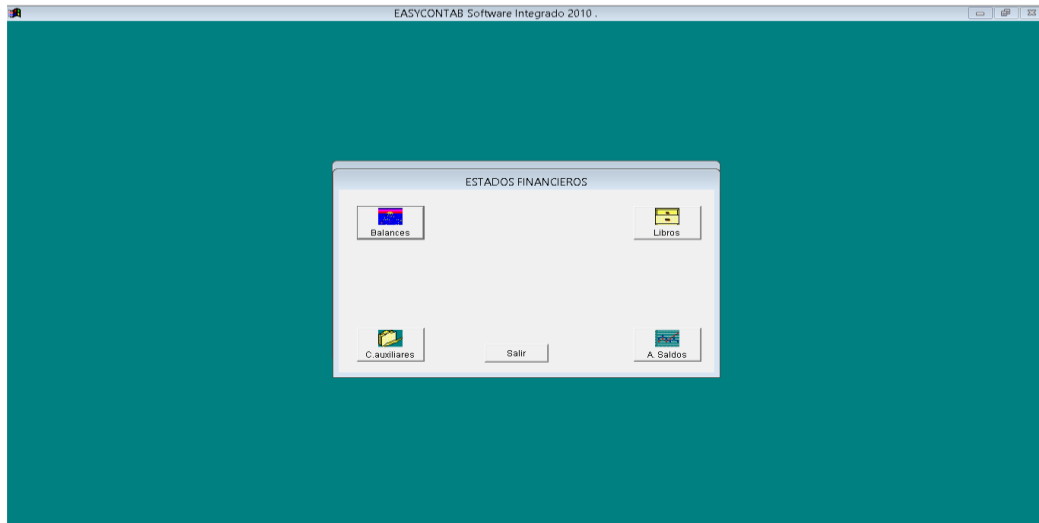 EASYCONTAB Software Integrado 2010 .
ESTADOS FINANCIEROS
Balances
Libros
C.auxiliares
Salir
A. Saldos